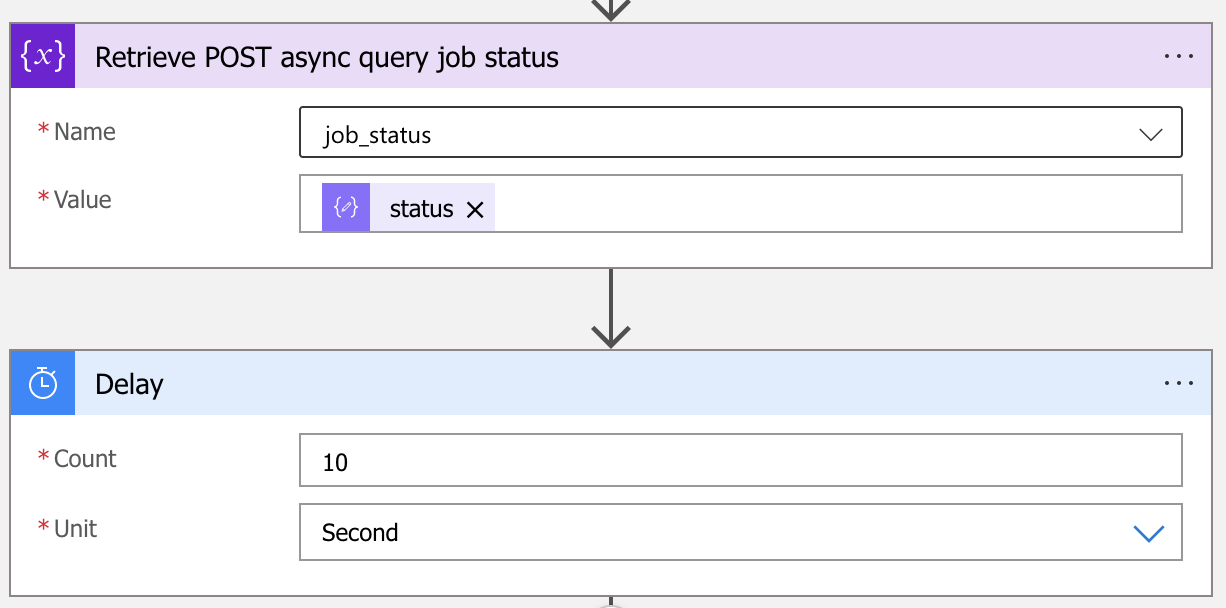 {x} Retrieve POST async query job status ...
* Name job_status
* Value status
Delay ...
* Count 10
* Unit Second